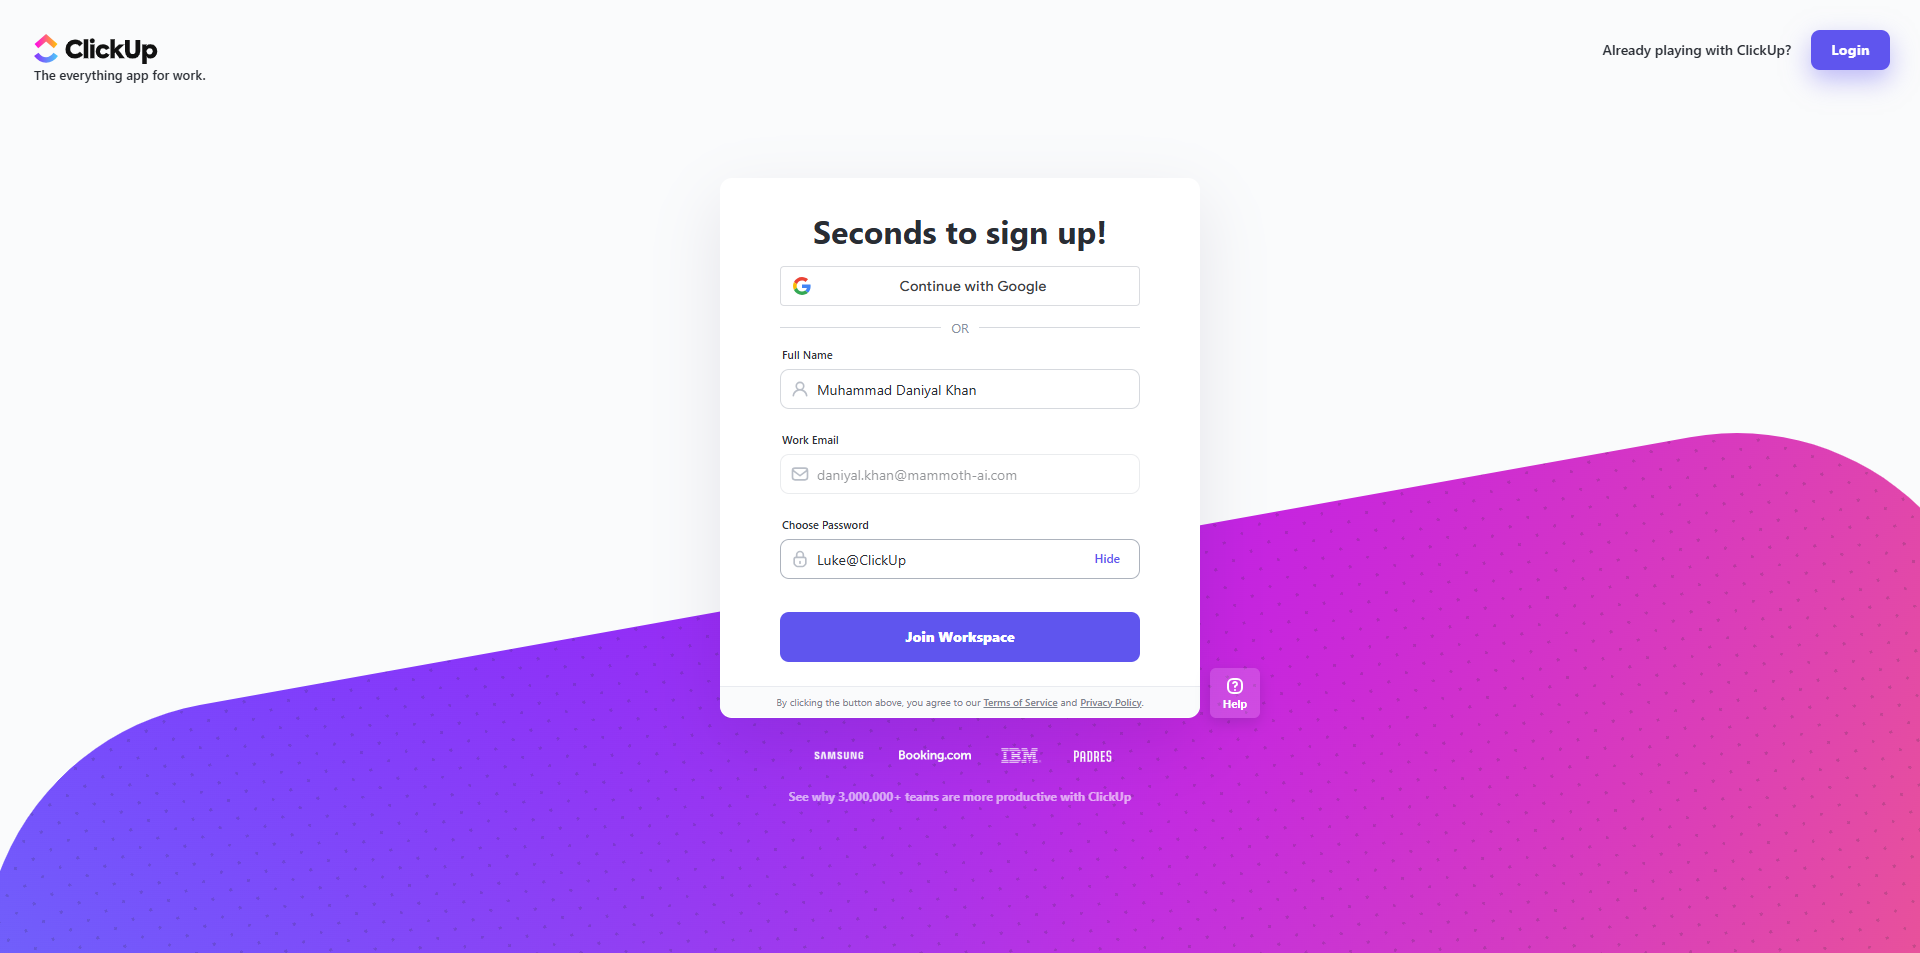 ClickUp
The everything app for work.
Already playing with ClickUp?
Login
Seconds to sign up!
Continue with Google
OR
Full Name
Muhammad Daniyal Khan
Work Email
daniyal.khan@mammoth-ai.com
Choose Password
Luke@ClickUp
Hide
Join Workspace
By clicking the button above, you agree to our Terms of Service and Privacy Policy.
Help
SAMSUNG
Booking.com
IBM
PADRES
See why 3,000,000+ teams are more productive with ClickUp